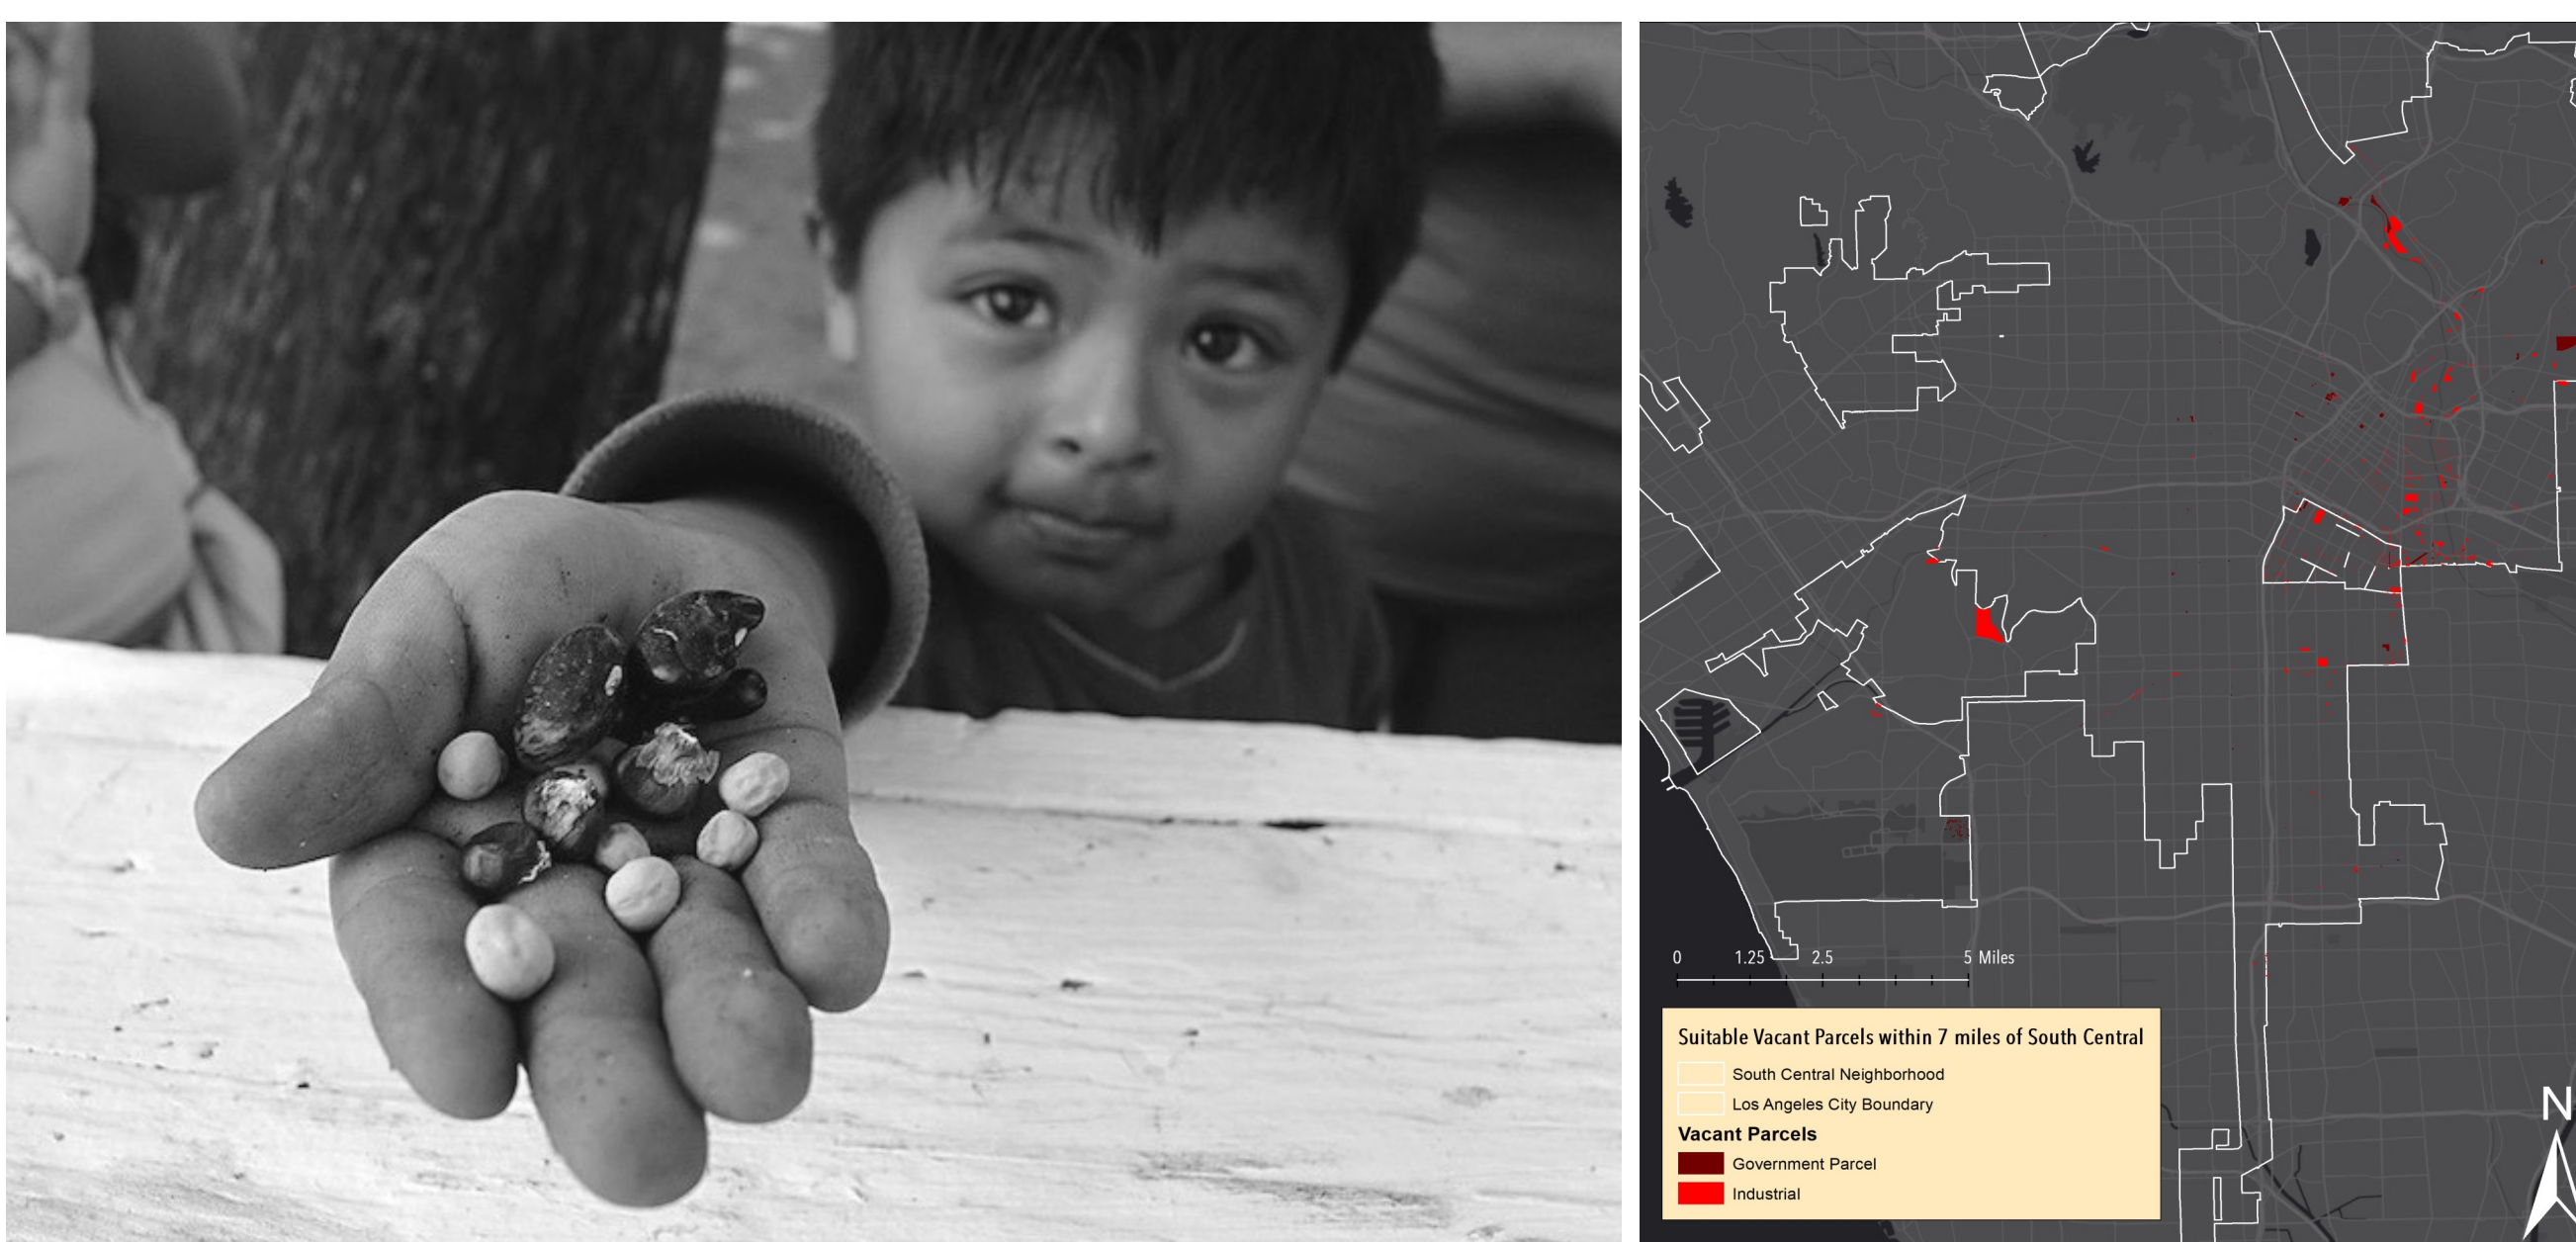 0 1.25 2.5 5 Miles
Suitable Vacant Parcels within 7 miles of South Central
South Central Neighborhood
Los Angeles City Boundary
Vacant Parcels
Government Parcel
Industrial
N